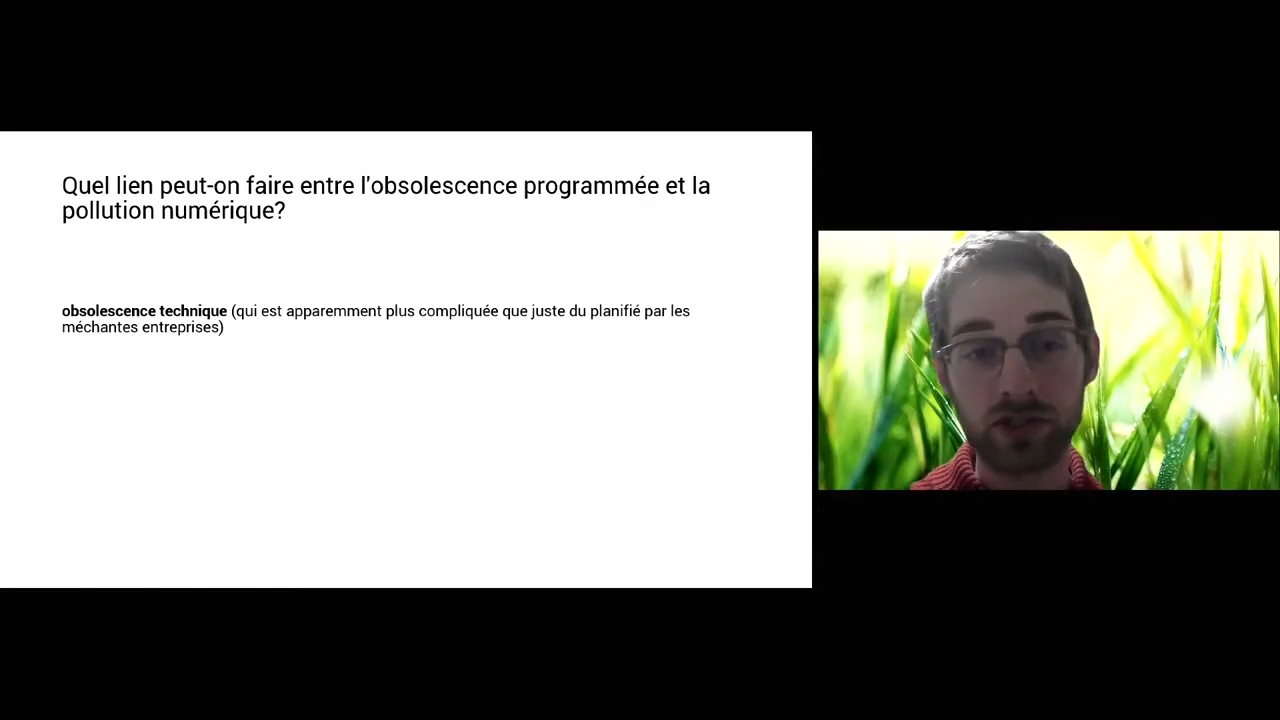 Quel lien peut-on faire entre l'obsolescence programmée et la
pollution numérique?
obsolescence technique (qui est apparemment plus compliquée que juste du planifié par les
méchantes entreprises)